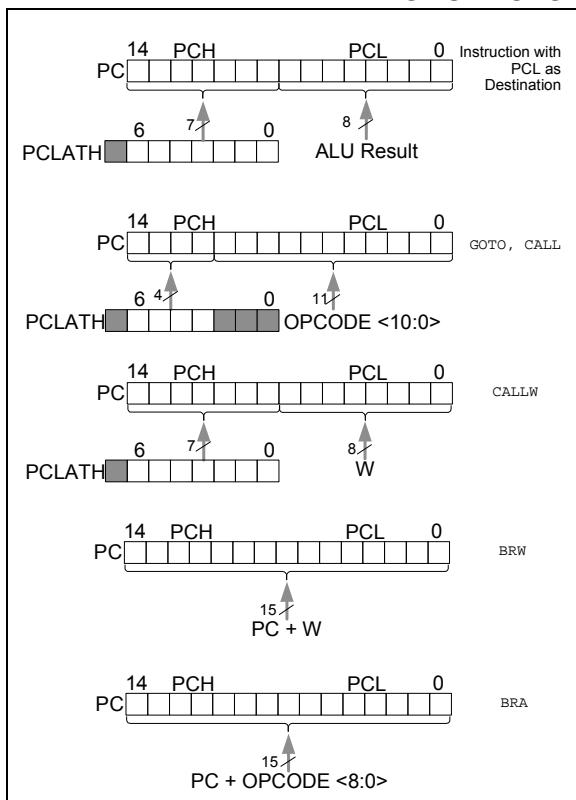 14 PCH PCL 0
PC
Instruction with
PCL as
Destination
7
8
6 0
PCLATH
ALU Result
14 PCH PCL 0
PC
GOTO, CALL
4
11
6 0
PCLATH
OPCODE <10:0>
14 PCH PCL 0
PC
CALLW
7
8
6 0
PCLATH
W
14 PCH PCL 0
PC
BRW
15
PC + W
14 PCH PCL 0
PC
BRA
15
PC + OPCODE <8:0>